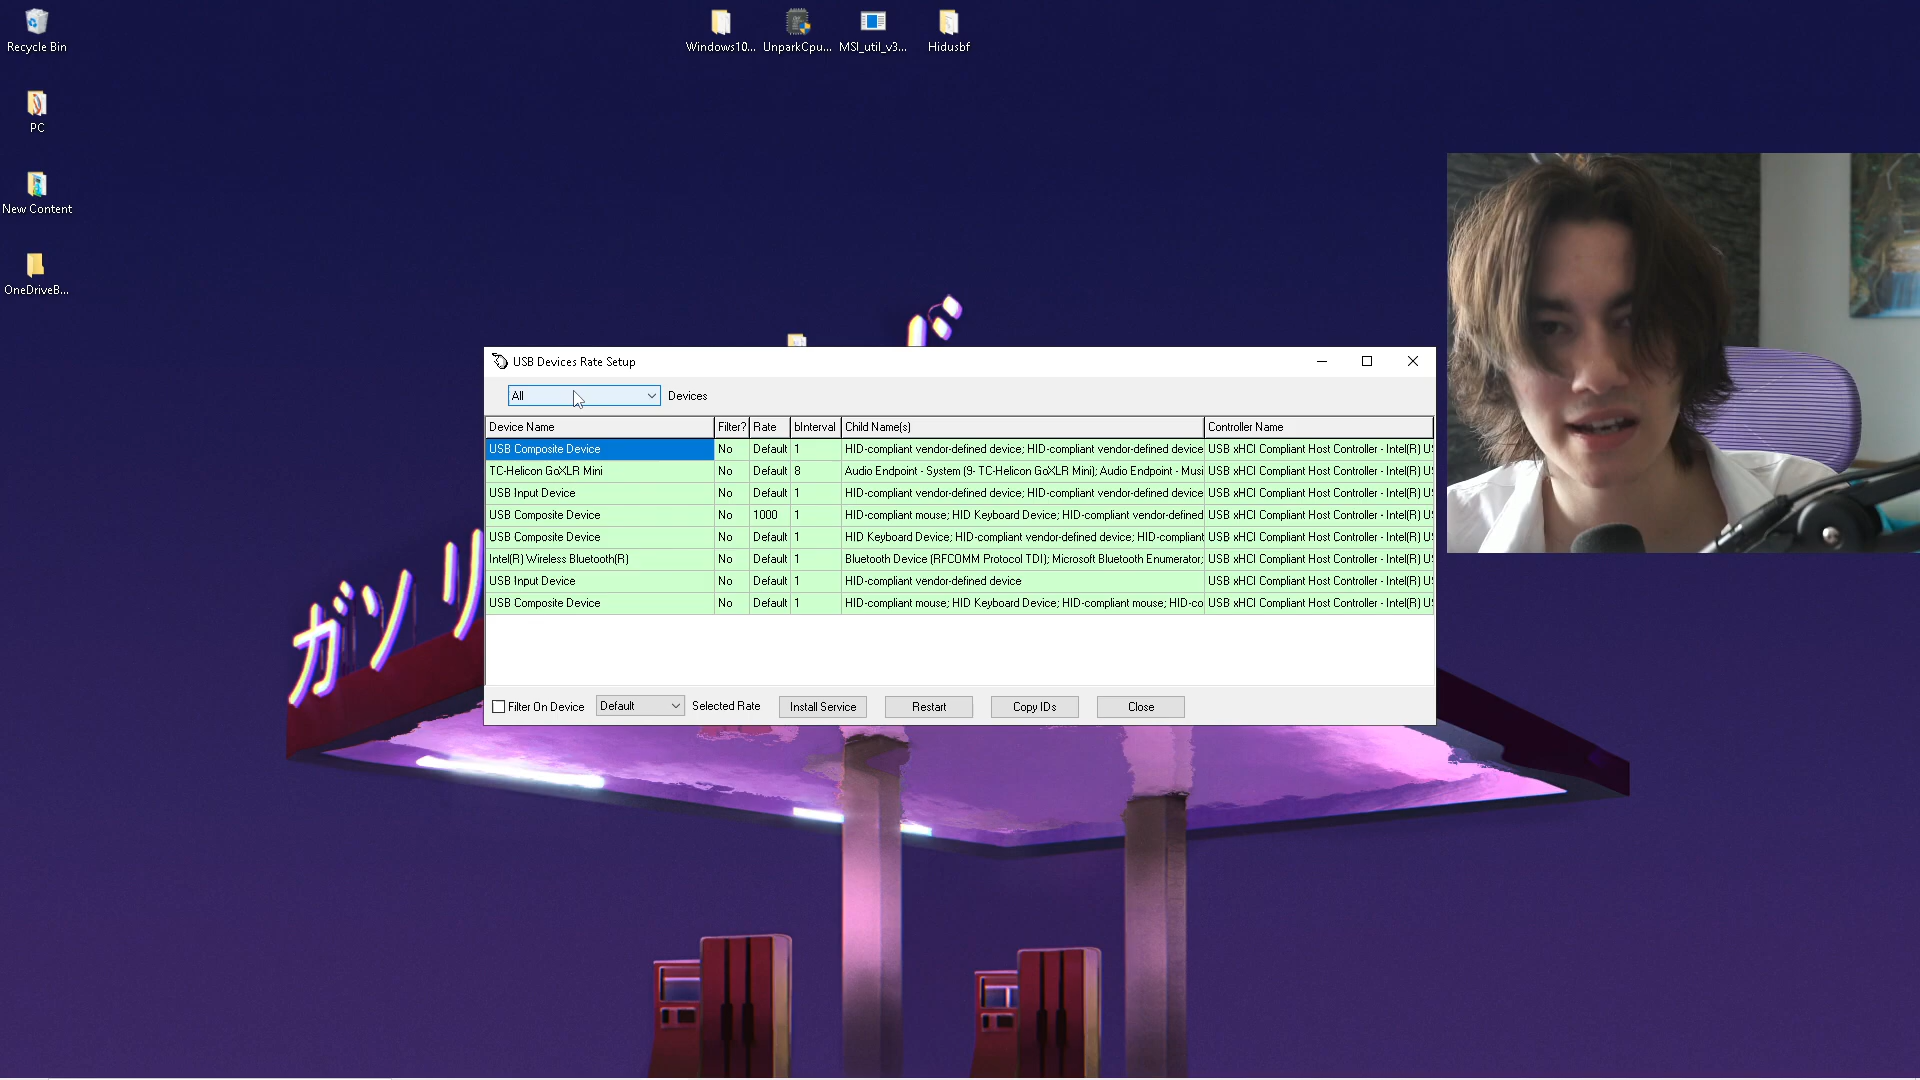 Recycle Bin
Windows10...
UnparkCpu...
MSI_util_v3...
Hidusbf
PC
New Content
OneDriveB...
USB Devices Rate Setup
All
Devices
Device Name Filter? Rate bInterval Child Name(s) Controller Name
USB Composite Device No Default 1 HID-compliant vendor-defined device; HID-compliant vendor-defined device USB xHCI Compliant Host Controller - Intel(R) US
TC-Helicon GoXLR Mini No Default 8 Audio Endpoint - System (9- TC-Helicon GoXLR Mini); Audio Endpoint - Musi USB xHCI Compliant Host Controller - Intel(R) US
USB Input Device No Default 1 HID-compliant vendor-defined device; HID-compliant vendor-defined device USB xHCI Compliant Host Controller - Intel(R) US
USB Composite Device No 1000 1 HID-compliant mouse; HID Keyboard Device; HID-compliant vendor-defined USB xHCI Compliant Host Controller - Intel(R) US
USB Composite Device No Default 1 HID Keyboard Device; HID-compliant vendor-defined device; HID-compliant USB xHCI Compliant Host Controller - Intel(R) US
Intel(R) Wireless Bluetooth(R) No Default 1 Bluetooth Device (RFCOMM Protocol TDI); Microsoft Bluetooth Enumerator; USB xHCI Compliant Host Controller - Intel(R) US
USB Input Device No Default 1 HID-compliant vendor-defined device USB xHCI Compliant Host Controller - Intel(R) US
USB Composite Device No Default 1 HID-compliant mouse; HID Keyboard Device; HID-compliant mouse; HID-co USB xHCI Compliant Host Controller - Intel(R) US
Filter On Device
Default
Selected Rate
Install Service
Restart
Copy IDs
Close
ガソリ